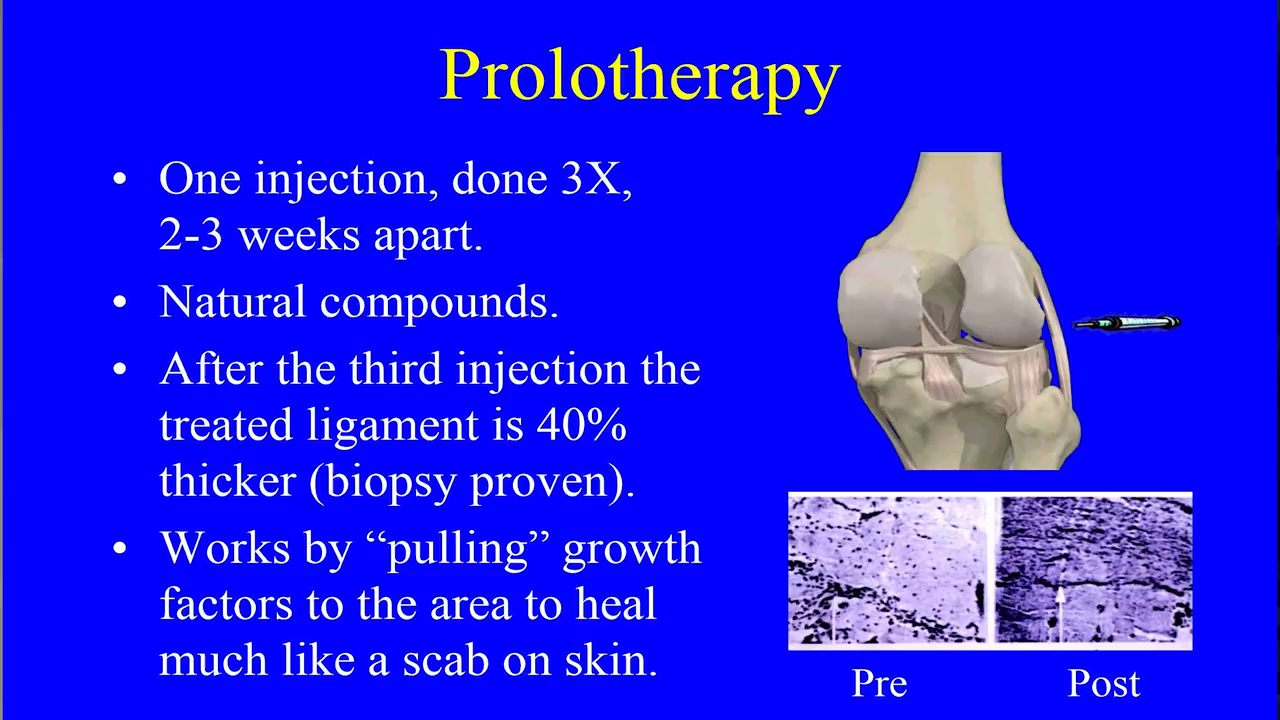 Prolotherapy
• One injection, done 3X,
2-3 weeks apart.
• Natural compounds.
• After the third injection the
treated ligament is 40%
thicker (biopsy proven).
• Works by “pulling” growth
factors to the area to heal
much like a scab on skin.
Pre
Post